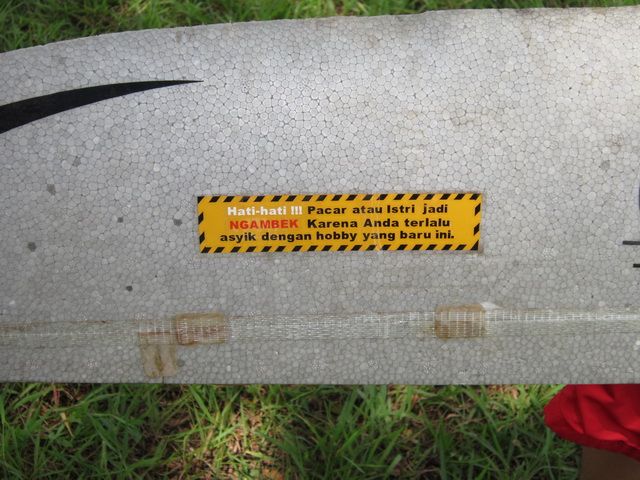 Hati-hati !!! Pacar atau Istri jadi
NGAMBEK Karena Anda terlalu
asyik dengan hobby yang baru ini.